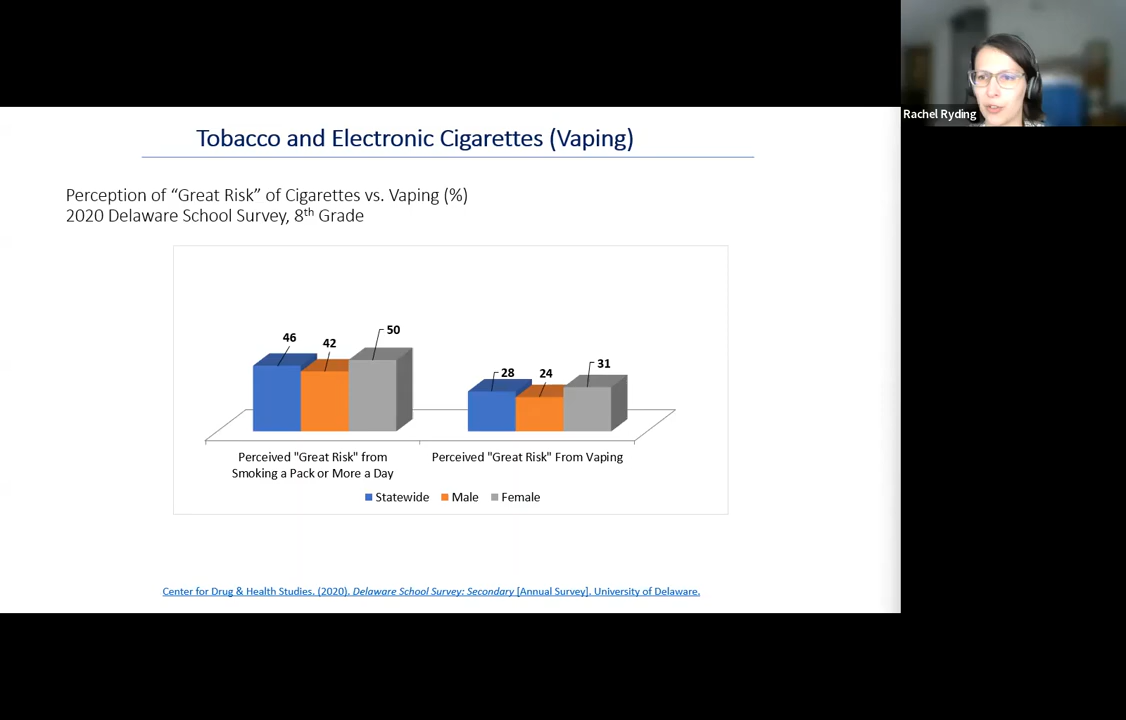 Rachel Ryding
Tobacco and Electronic Cigarettes (Vaping)
Perception of “Great Risk” of Cigarettes vs. Vaping (%)
2020 Delaware School Survey, 8th Grade
46
42
50
28
24
31
Perceived "Great Risk" from
Smoking a Pack or More a Day
Perceived "Great Risk" From Vaping
Statewide
Male
Female
Center for Drug & Health Studies. (2020). Delaware School Survey: Secondary [Annual Survey]. University of Delaware.